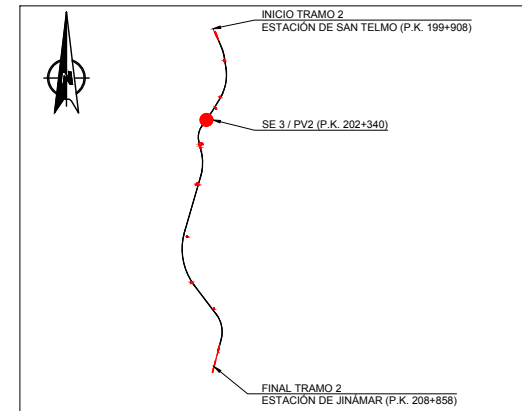 INICIO TRAMO 2
ESTACIÓN DE SAN TELMO (P.K. 199+908)
N
SE 3 / PV2 (P.K. 202+340)
FINAL TRAMO 2
ESTACIÓN DE JINÁMAR (P.K. 208+858)